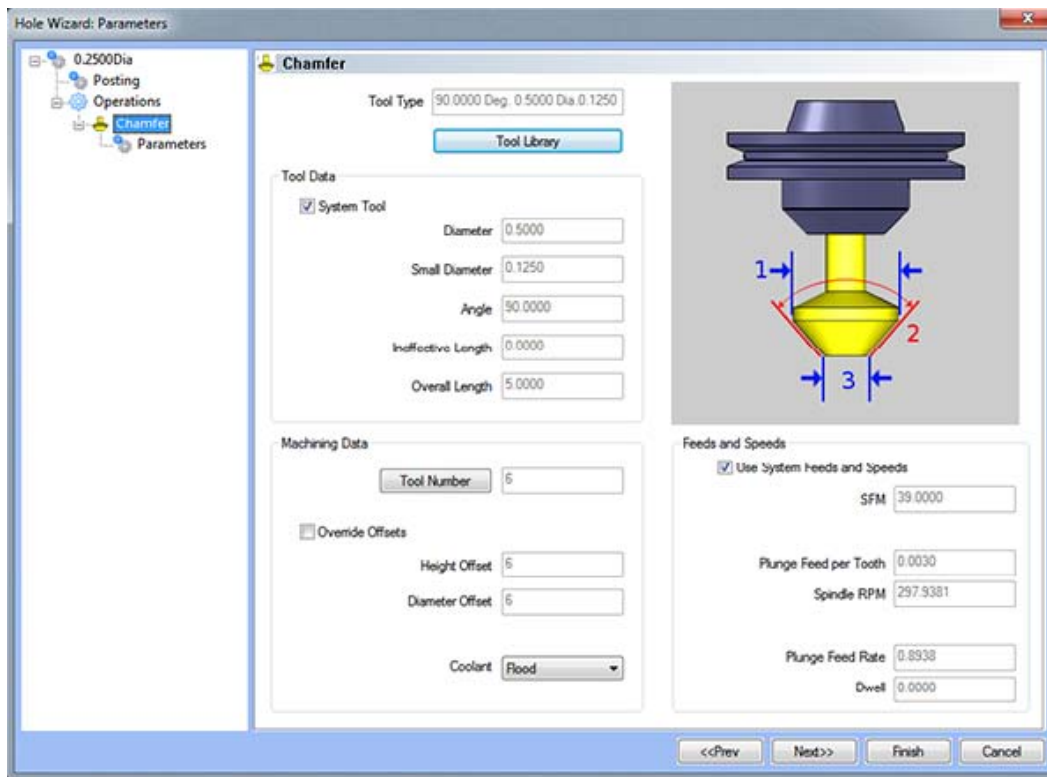 Hole Wizard: Parameters
0.2500Dia
Posting
Operations
Chamfer
Parameters
Chamfer
Tool Type 90.0000 Deg. 0.5000 Dia.0.1250
Tool Library
Tool Data
System Tool
Diameter 0.5000
Small Diameter 0.1250
Angle 90.0000
Ineffective Length 0.0000
Overall Length 5.0000
1
2
3
Machining Data
Tool Number 6
Override Offsets
Height Offset 6
Diameter Offset 6
Coolant Flood
Feeds and Speeds
Use System Feeds and Speeds
SFM 39.0000
Plunge Feed per Tooth 0.0030
Spindle RPM 297.9381
Plunge Feed Rate 0.8938
Dwell 0.0000
<<Prev Next>> Finish Cancel